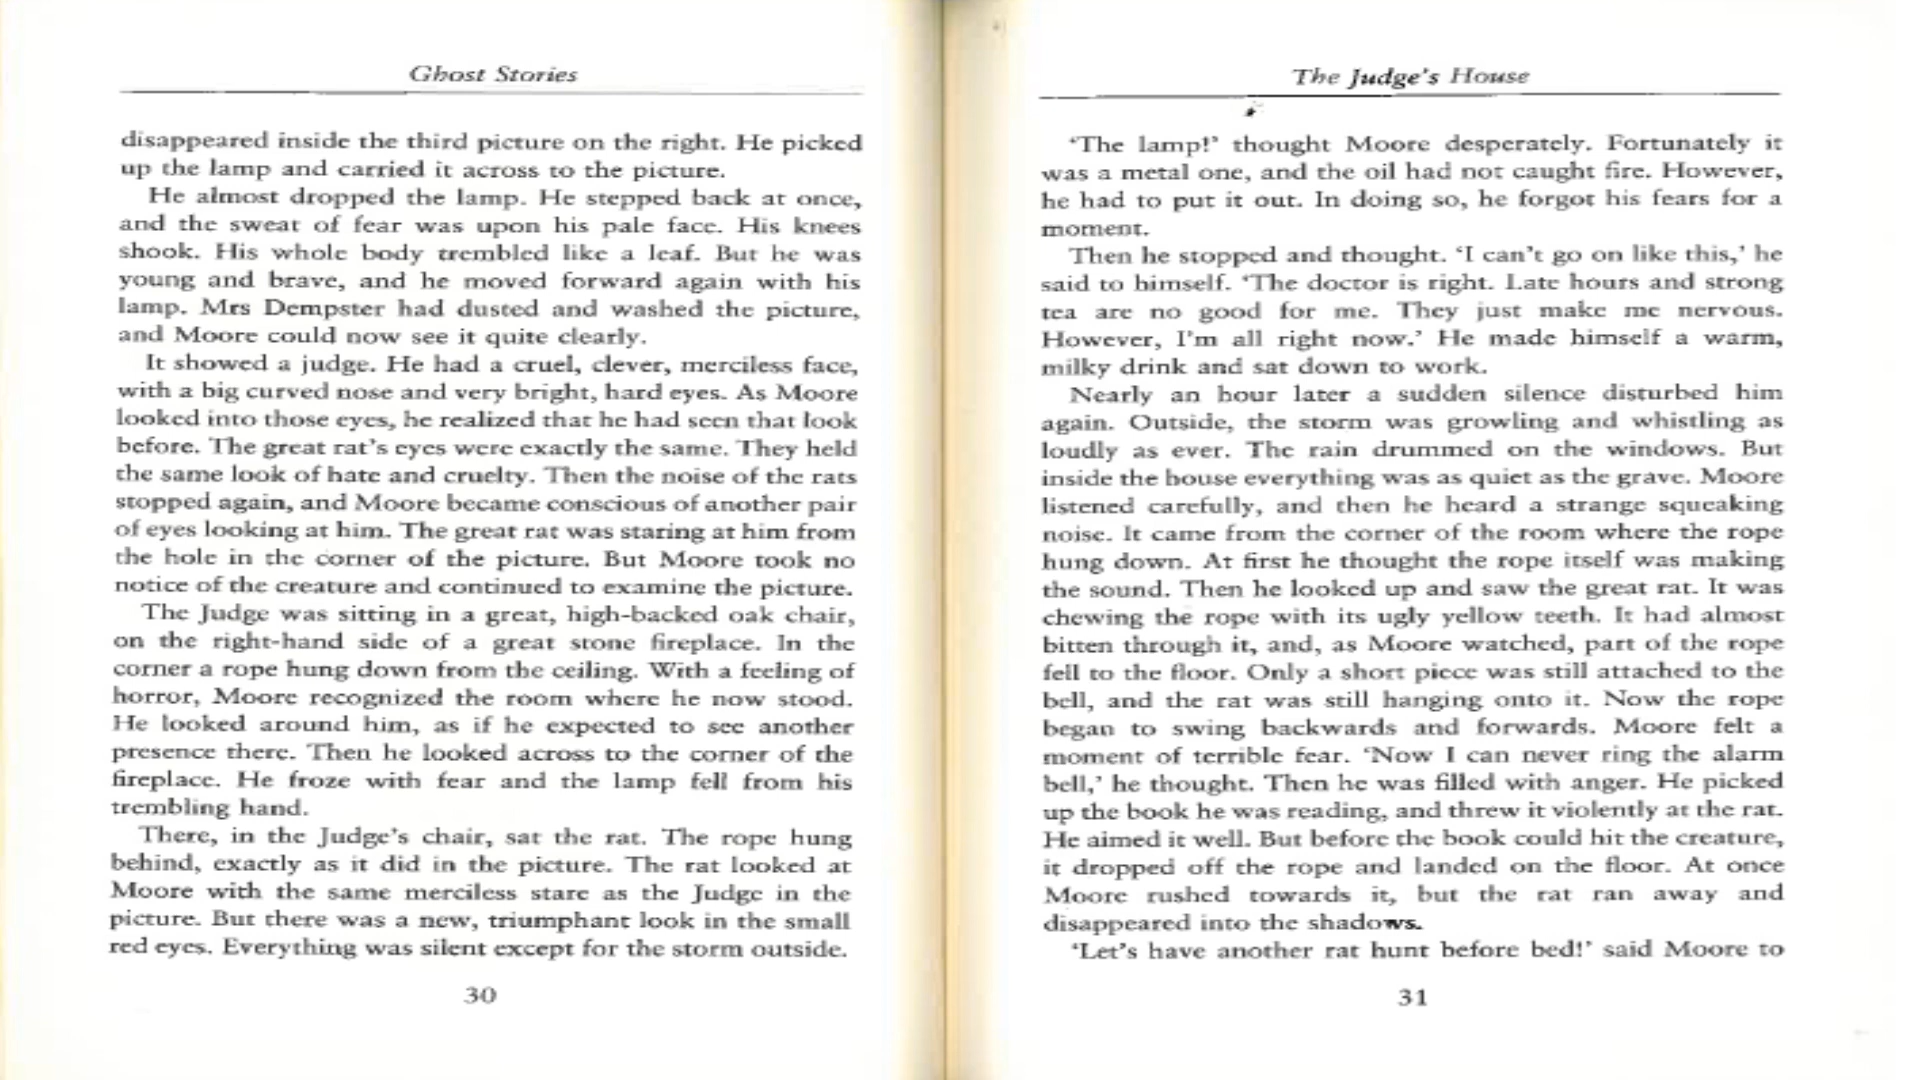 Ghost Stories
disappeared inside the third picture on the right. He picked
up the lamp and carried it across to the picture.
He almost dropped the lamp. He stepped back at once,
and the sweat of fear was upon his pale face. His knees
shook. His whole body trembled like a leaf. But he was
young and brave, and he moved forward again with his
lamp. Mrs Dempster had dusted and washed the picture,
and Moore could now see it quite clearly.
It showed a judge. He had a cruel, clever, merciless face,
with a big curved nose and very bright, hard eyes. As Moore
looked into those eyes, he realized that he had seen that look
before. The great rat's eyes were exactly the same. They held
the same look of hate and cruelty. Then the noise of the rats
stopped again, and Moore became conscious of another pair
of eyes looking at him. The great rat was staring at him from
the hole in the corner of the picture. But Moore took no
notice of the creature and continued to examine the picture.
The Judge was sitting in a great, high-backed oak chair,
on the right-hand side of a great stone fireplace. In the
corner a rope hung down from the ceiling. With a feeling of
horror, Moore recognized the room where he now stood.
He looked around him, as if he expected to see another
presence there. Then he looked across to the corner of the
fireplace. He froze with fear and the lamp fell from his
trembling hand.
There, in the Judge's chair, sat the rat. The rope hung
behind, exactly as it did in the picture. The rat looked at
Moore with the same merciless stare as the Judge in the
picture. But there was a new, triumphant look in the small
red eyes. Everything was silent except for the storm outside.
30
The Judge's House
‘The lamp!’ thought Moore desperately. Fortunately it
was a metal one, and the oil had not caught fire. However,
he had to put it out. In doing so, he forgot his fears for a
moment.
Then he stopped and thought. ‘I can't go on like this,’ he
said to himself. ‘The doctor is right. Late hours and strong
tea are no good for me. They just make me nervous.
However, I'm all right now.’ He made himself a warm,
milky drink and sat down to work.
Nearly an hour later a sudden silence disturbed him
again. Outside, the storm was growling and whistling as
loudly as ever. The rain drummed on the windows. But
inside the house everything was as quiet as the grave. Moore
listened carefully, and then he heard a strange squeaking
noise. It came from the corner of the room where the rope
hung down. At first he thought the rope itself was making
the sound. Then he looked up and saw the great rat. It was
chewing the rope with its ugly yellow teeth. It had almost
bitten through it, and, as Moore watched, part of the rope
fell to the floor. Only a short piece was still attached to the
bell, and the rat was still hanging onto it. Now the rope
began to swing backwards and forwards. Moore felt a
moment of terrible fear. ‘Now I can never ring the alarm
bell,’ he thought. Then he was filled with anger. He picked
up the book he was reading, and threw it violently at the rat.
He aimed it well. But before the book could hit the creature,
it dropped off the rope and landed on the floor. At once
Moore rushed towards it, but the rat ran away and
disappeared into the shadows.
‘Let's have another rat hunt before bed!’ said Moore to
31